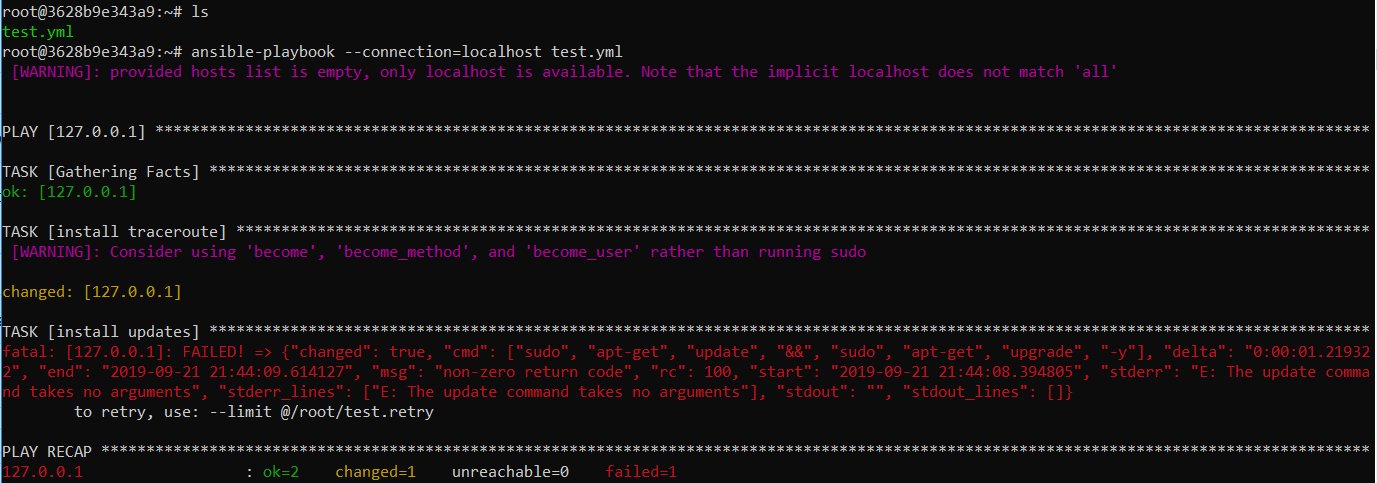 root@3628b9e343a9:~# ls
test.yml
root@3628b9e343a9:~# ansible-playbook --connection=localhost test.yml
 [WARNING]: provided hosts list is empty, only localhost is available. Note that the implicit localhost does not match 'all'
PLAY [127.0.0.1] ***************************************************************************************************************************************
TASK [Gathering Facts] *********************************************************************************************************************************
ok: [127.0.0.1]
TASK [install traceroute] ******************************************************************************************************************************
 [WARNING]: Consider using 'become', 'become_method', and 'become_user' rather than running sudo
changed: [127.0.0.1]
TASK [install updates] *********************************************************************************************************************************
fatal: [127.0.0.1]: FAILED! => {"changed": true, "cmd": ["sudo", "apt-get", "update", "&&", "sudo", "apt-get", "upgrade", "-y"], "delta": "0:00:01.21932
2", "end": "2019-09-21 21:44:09.614127", "msg": "non-zero return code", "rc": 100, "start": "2019-09-21 21:44:08.394805", "stderr": "E: The update comma
nd takes no arguments", "stderr_lines": ["E: The update command takes no arguments"], "stdout": "", "stdout_lines": []}
        to retry, use: --limit @/root/test.retry
PLAY RECAP *********************************************************************************************************************************************
127.0.0.1                  : ok=2    changed=1    unreachable=0    failed=1